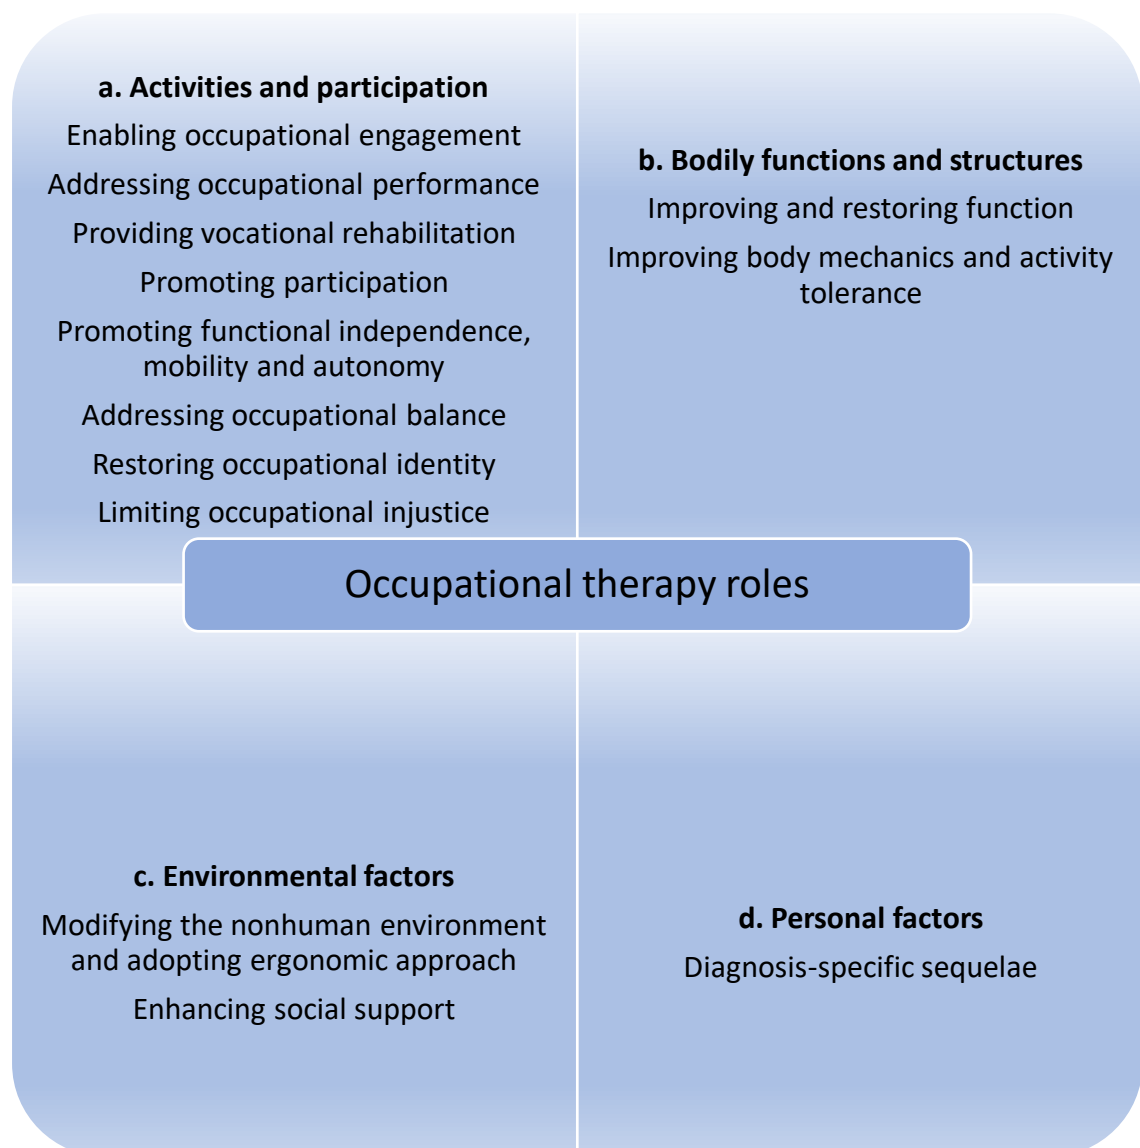 a. Activities and participation
Enabling occupational engagement
Addressing occupational performance
Providing vocational rehabilitation
Promoting participation
Promoting functional independence,
mobility and autonomy
Addressing occupational balance
Restoring occupational identity
Limiting occupational injustice
b. Bodily functions and structures
Improving and restoring function
Improving body mechanics and activity
tolerance
Occupational therapy roles
c. Environmental factors
Modifying the nonhuman environment
and adopting ergonomic approach
Enhancing social support
d. Personal factors
Diagnosis-specific sequelae